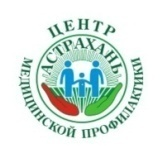 ЦЕНТР
АСТРАХАНЬ
МЕДИЦИНСКОЙ ПРОФИЛАКТИКИ